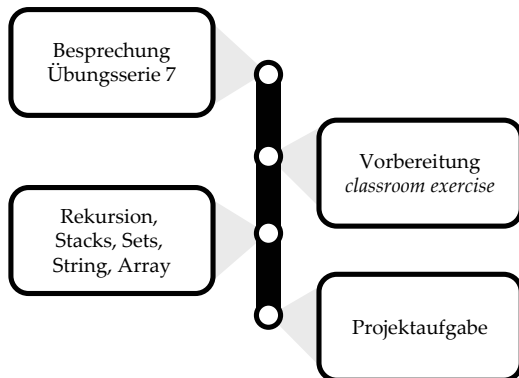 Besprechung
Übungsserie 7
Vorbereitung
classroom exercise
Rekursion,
Stacks, Sets,
String, Array
Projektaufgabe